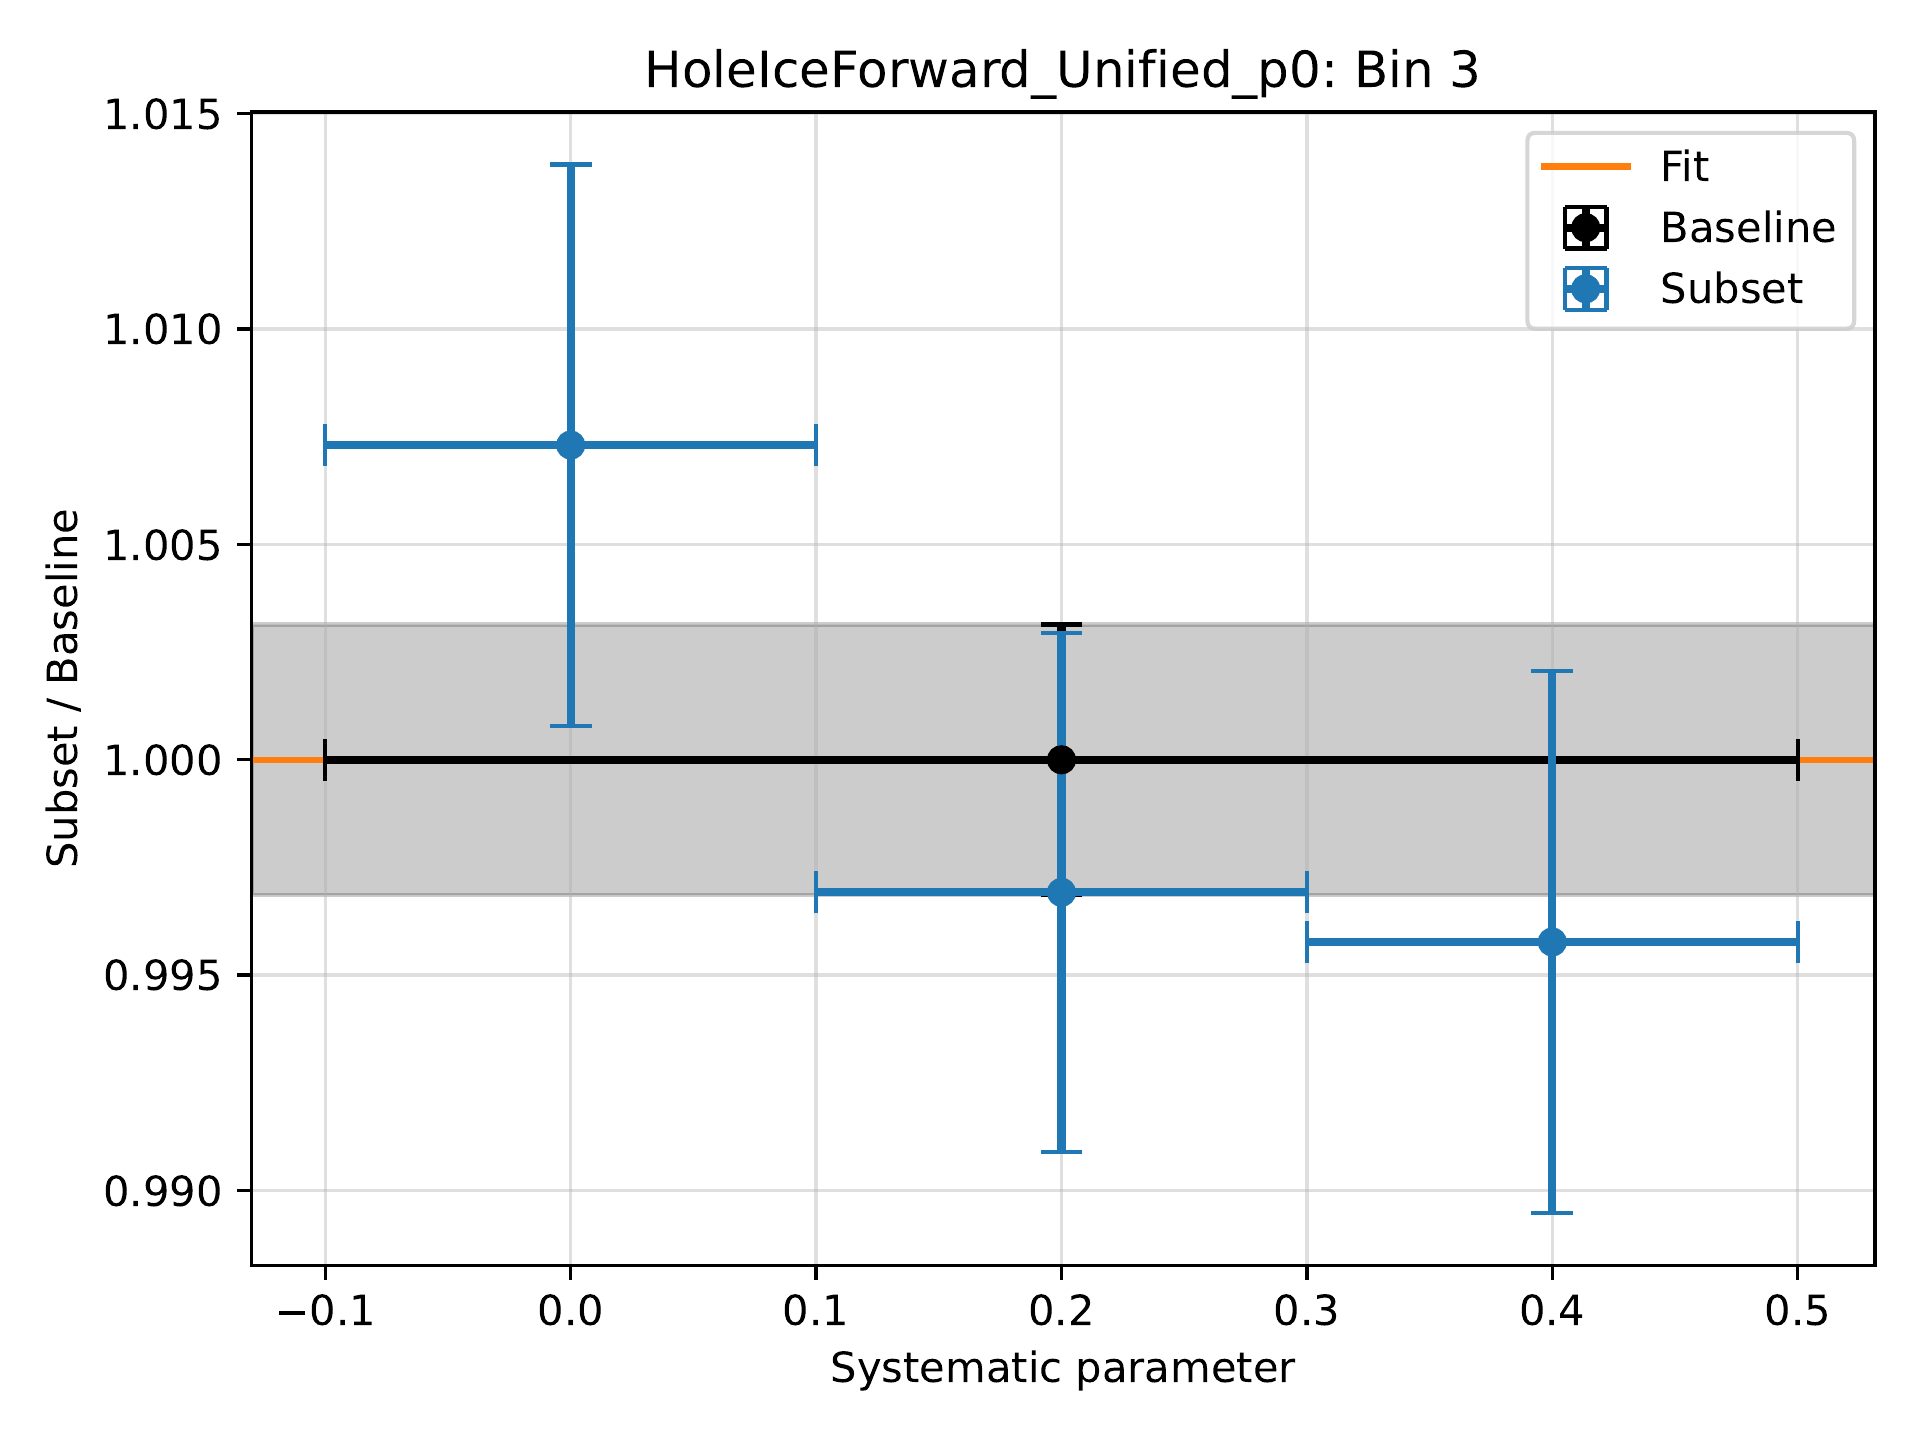 HoleIceForward_Unified_p0: Bin 3
1.015
1.010
1.005
1.000
0.995
0.990
Subset / Baseline
Fit
Baseline
Subset
−0.1
0.0
0.1
0.2
0.3
0.4
0.5
Systematic parameter